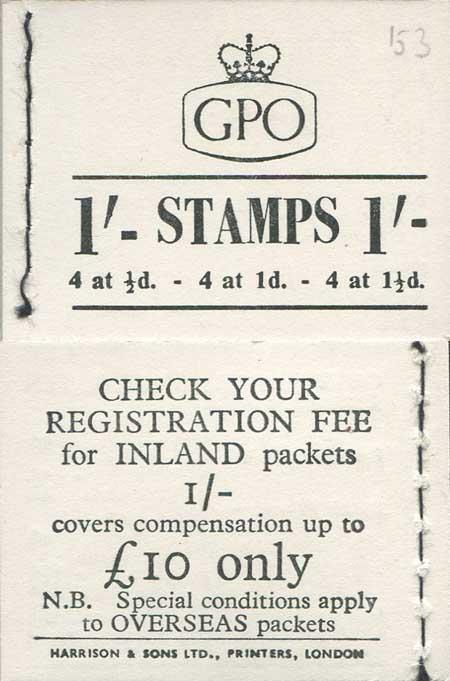 153
GPO
1/- STAMPS 1/-
4 at ½d. - 4 at 1d. - 4 at 1½d.
CHECK YOUR
REGISTRATION FEE
for INLAND packets
1/-
covers compensation up to
£10 only
N.B. Special conditions apply
to OVERSEAS packets
HARRISON & SONS LTD., PRINTERS, LONDON